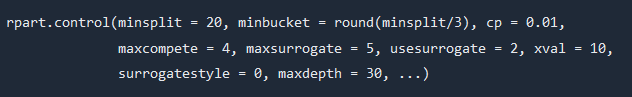 rpart.control(minsplit = 20, minbucket = round(minsplit/3), cp = 0.01,
maxcompete = 4, maxsurrogate = 5, usesurrogate = 2, xval = 10,
surrogatestyle = 0, maxdepth = 30, ...)